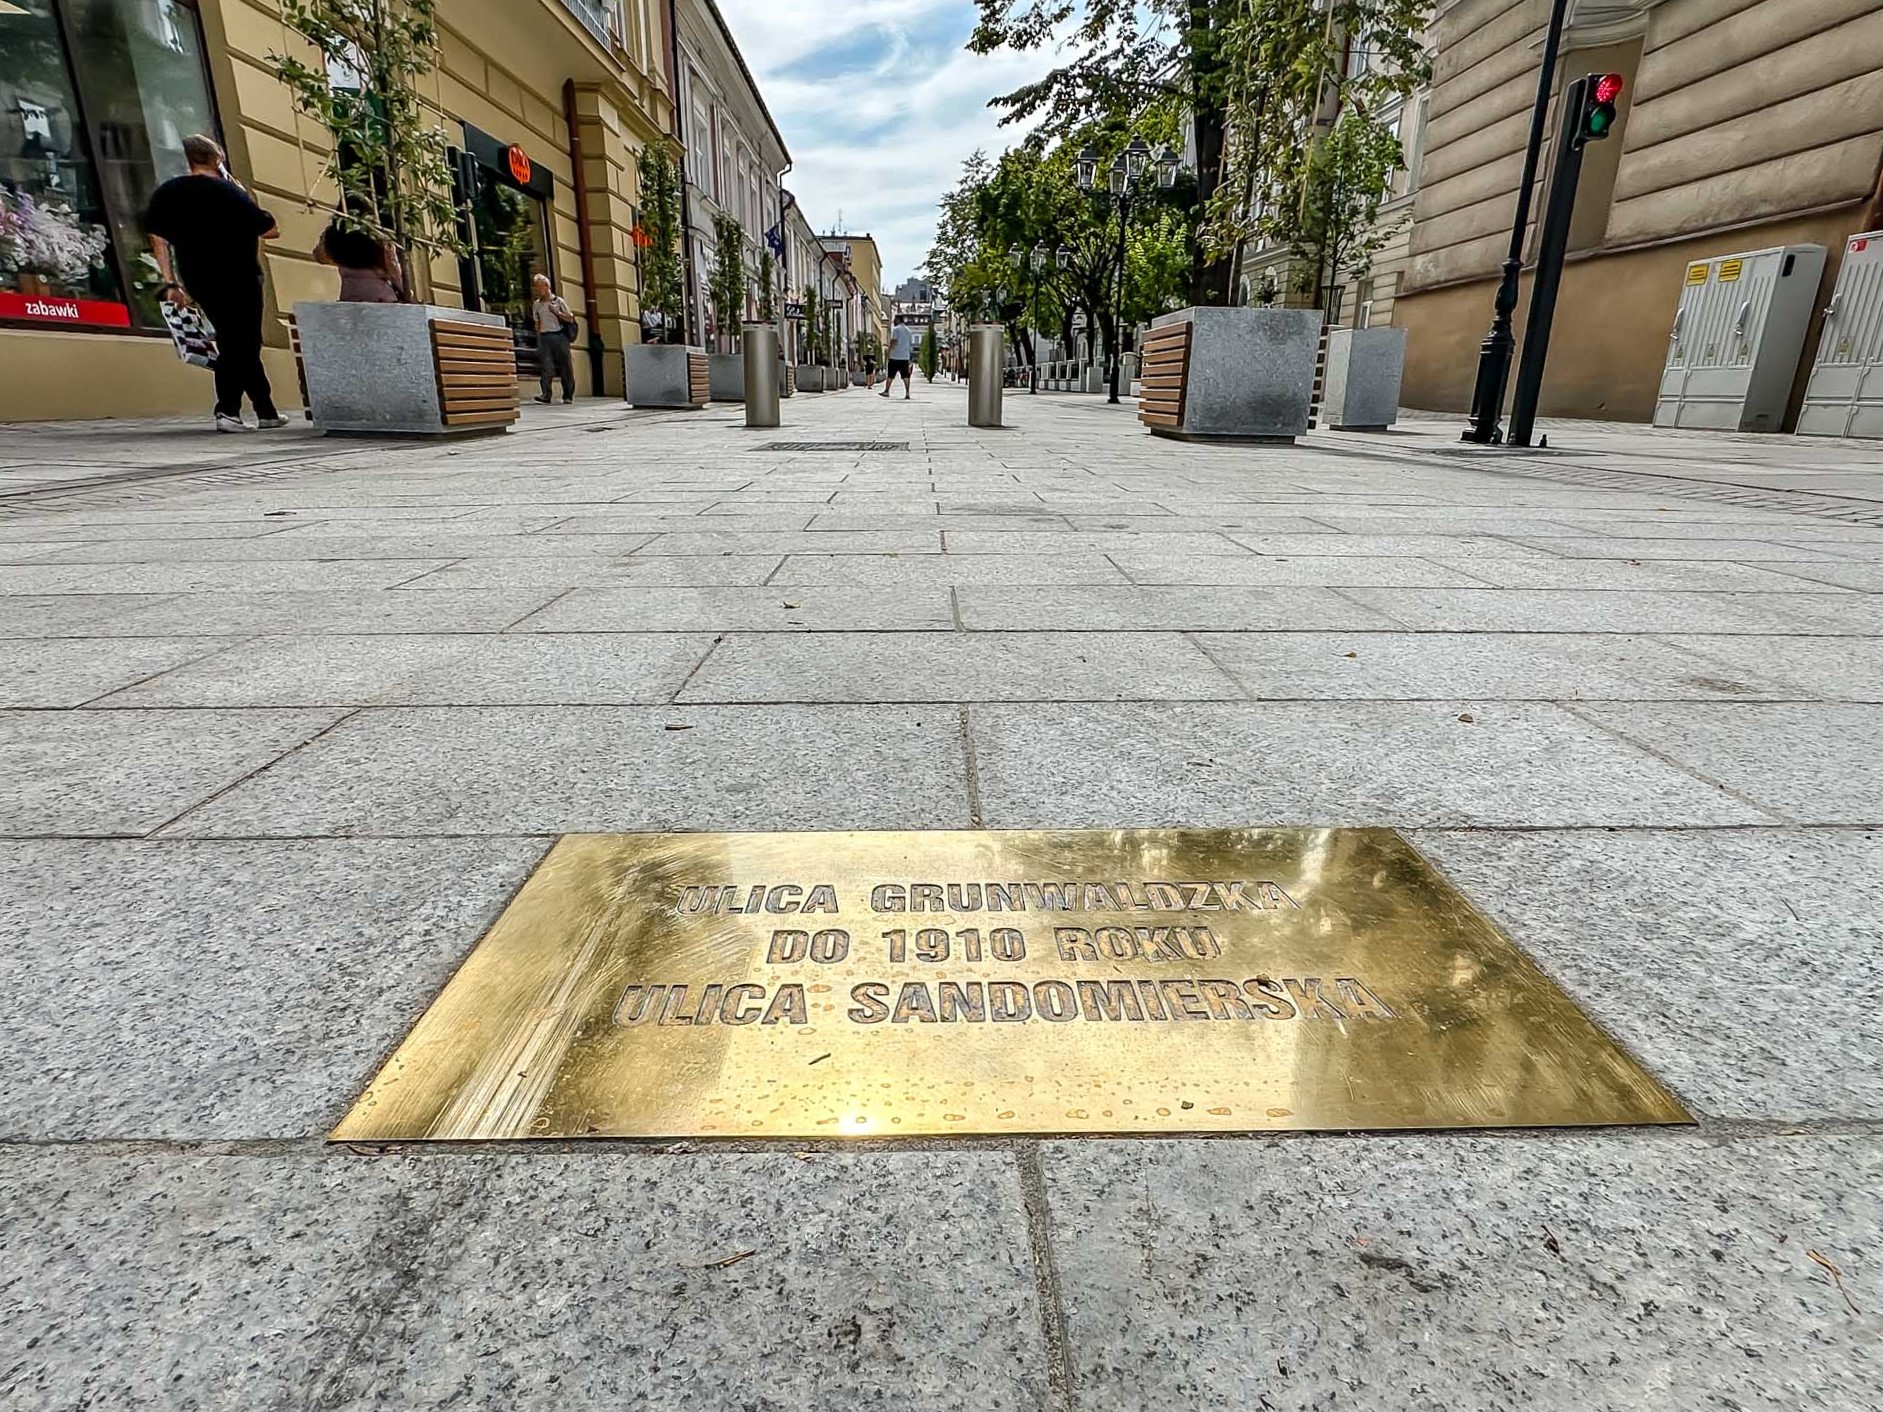 zabawki
ULICA GRUNWALDZKA
DO 1910 ROKU
ULICA SANDOMIERSKA